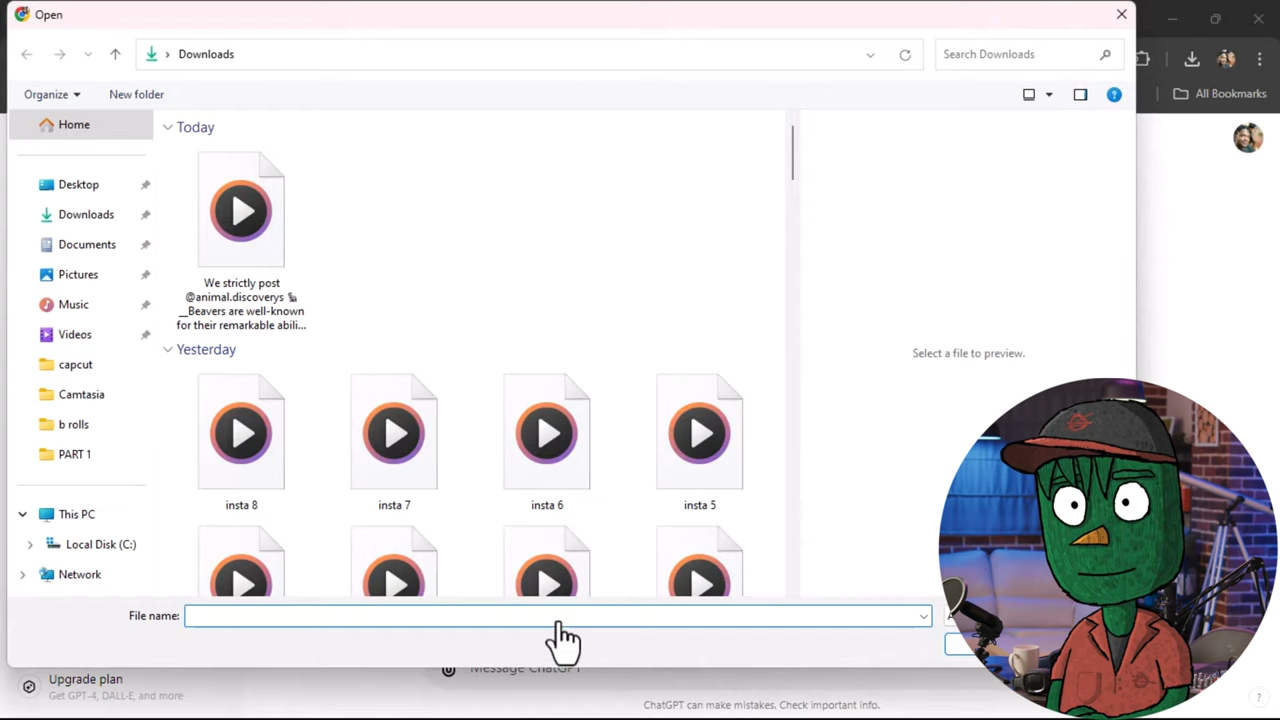 Open
Downloads
Search Downloads
Organize
New folder
All Bookmarks
Home
Today
Desktop
Downloads
Documents
Pictures
Music
Videos
capcut
Camtasia
b rolls
PART 1
This PC
Local Disk (C:)
Network
We strictly post
@animal.discoverys 🐿️
__Beavers are well-known
for their remarkable abili...
Yesterday
insta 8
insta 7
insta 6
insta 5
Select a file to preview.
File name:
Message ChatGPT
Upgrade plan
Get GPT-4, DALL·E, and more
ChatGPT can make mistakes. Check important info.
?